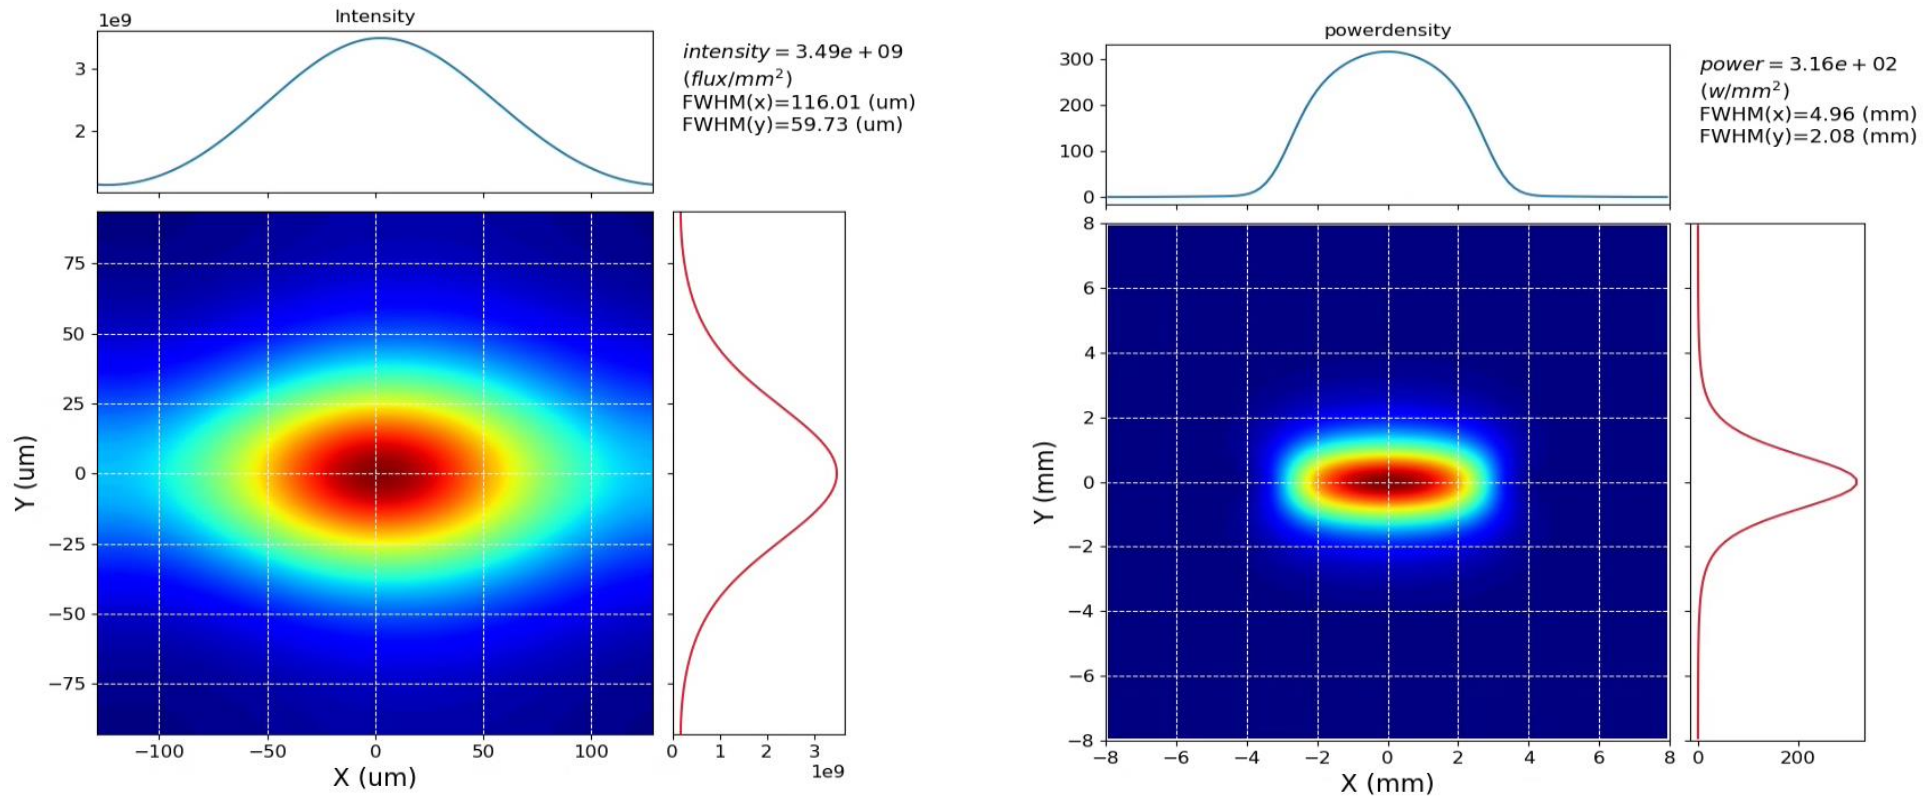 Intensity
1e9
3
2
intensity = 3.49e + 09
(flux/mm²)
FWHM(x)=116.01 (um)
FWHM(y)=59.73 (um)
75
50
25
0
−25
−50
−75
Y (um)
−100
−50
0
50
100
X (um)
0
1
2
3
1e9
powerdensity
300
200
100
0
power = 3.16e + 02
(w/mm²)
FWHM(x)=4.96 (mm)
FWHM(y)=2.08 (mm)
8
6
4
2
0
−2
−4
−6
−8
Y (mm)
−8
−6
−4
−2
0
2
4
6
8
X (mm)
0
200